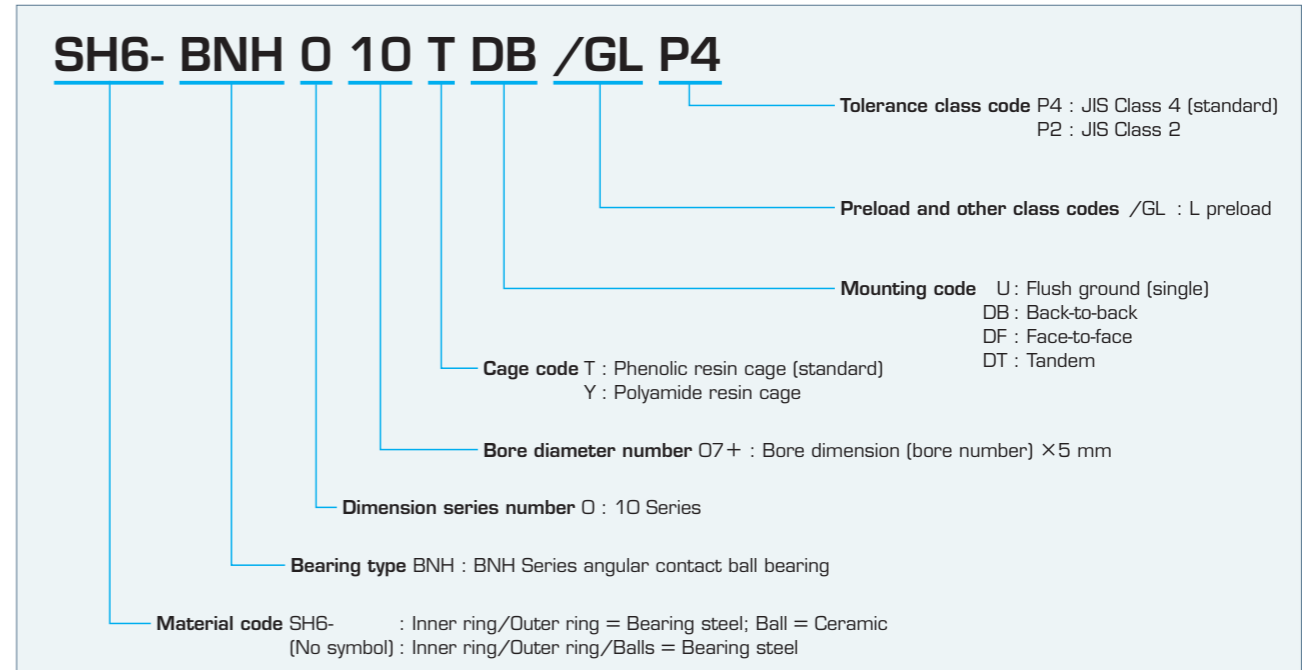 SH6- BNH 0 10 T DB /GL P4
Tolerance class code P4 : JIS Class 4 (standard)
P2 : JIS Class 2
Preload and other class codes /GL : L preload
Mounting code U : Flush ground (single)
DB : Back-to-back
DF : Face-to-face
DT : Tandem
Cage code T : Phenolic resin cage (standard)
Y : Polyamide resin cage
Bore diameter number 07+ : Bore dimension (bore number) ×5 mm
Dimension series number 0 : 10 Series
Bearing type BNH : BNH Series angular contact ball bearing
Material code SH6- : Inner ring/Outer ring = Bearing steel; Ball = Ceramic
(No symbol) : Inner ring/Outer ring/Balls = Bearing steel